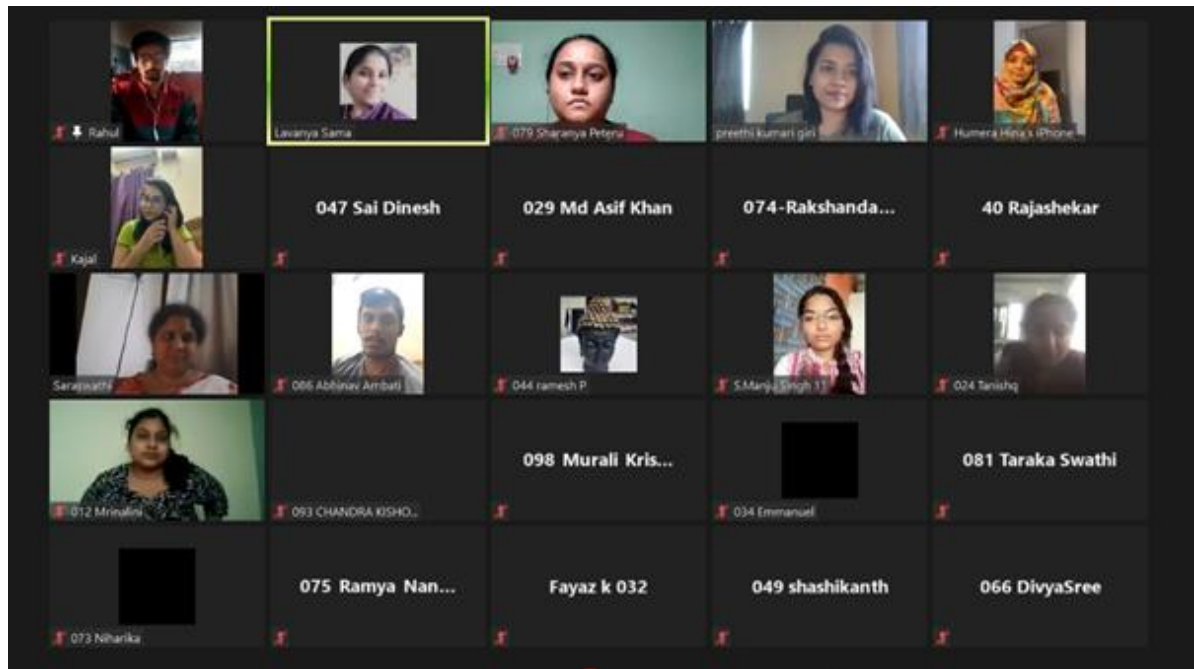 Rahul
Lavanya Sama
079 Sharanya Peteru
preethi kumari giri
Humera Hina's iPhone
Kajal
047 Sai Dinesh
029 Md Asif Khan
074-Rakshanda...
40 Rajashekar
Saraswathi
086 Abhinav Ambati
044 ramesh P
S.Manju Singh 11
024 Tanishq
012 Mrinalini
093 CHANDRA KISHO...
098 Murali Kris...
034 Emmanuel
081 Taraka Swathi
073 Niharika
075 Ramya Nan...
Fayaz k 032
049 shashikanth
066 DivyaSree